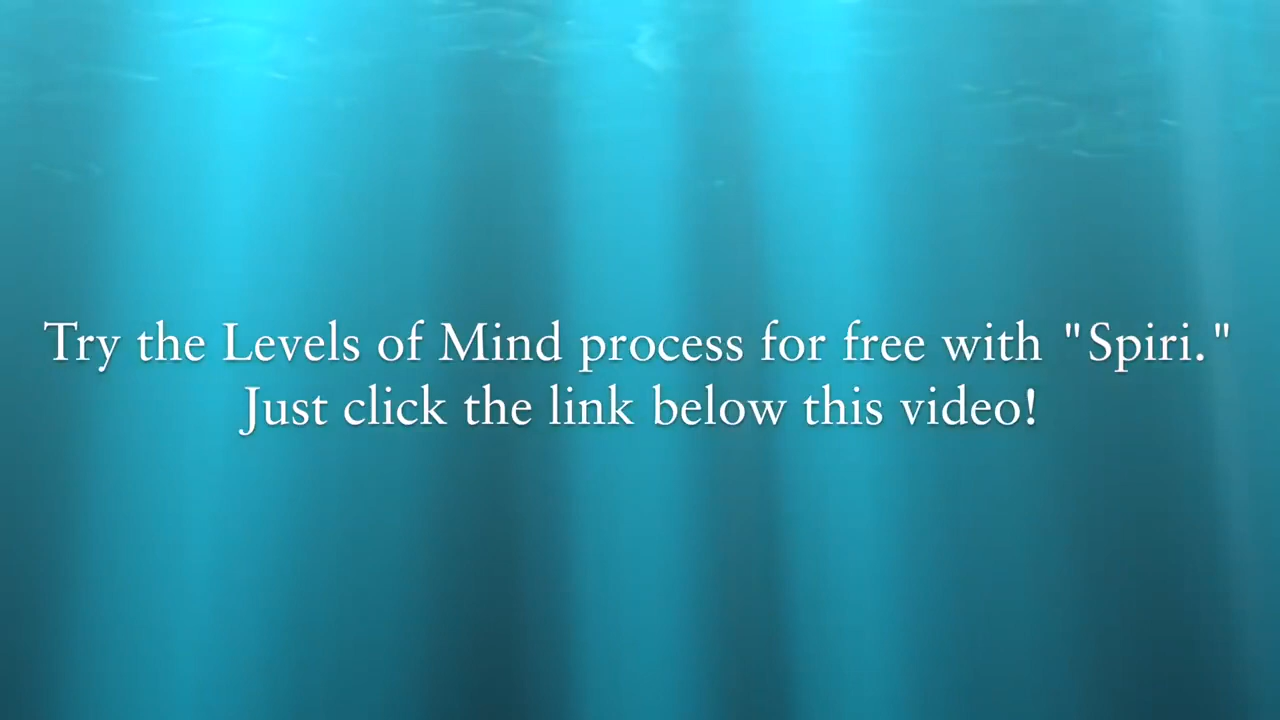 Try the Levels of Mind process for free with "Spiri."
Just click the link below this video!